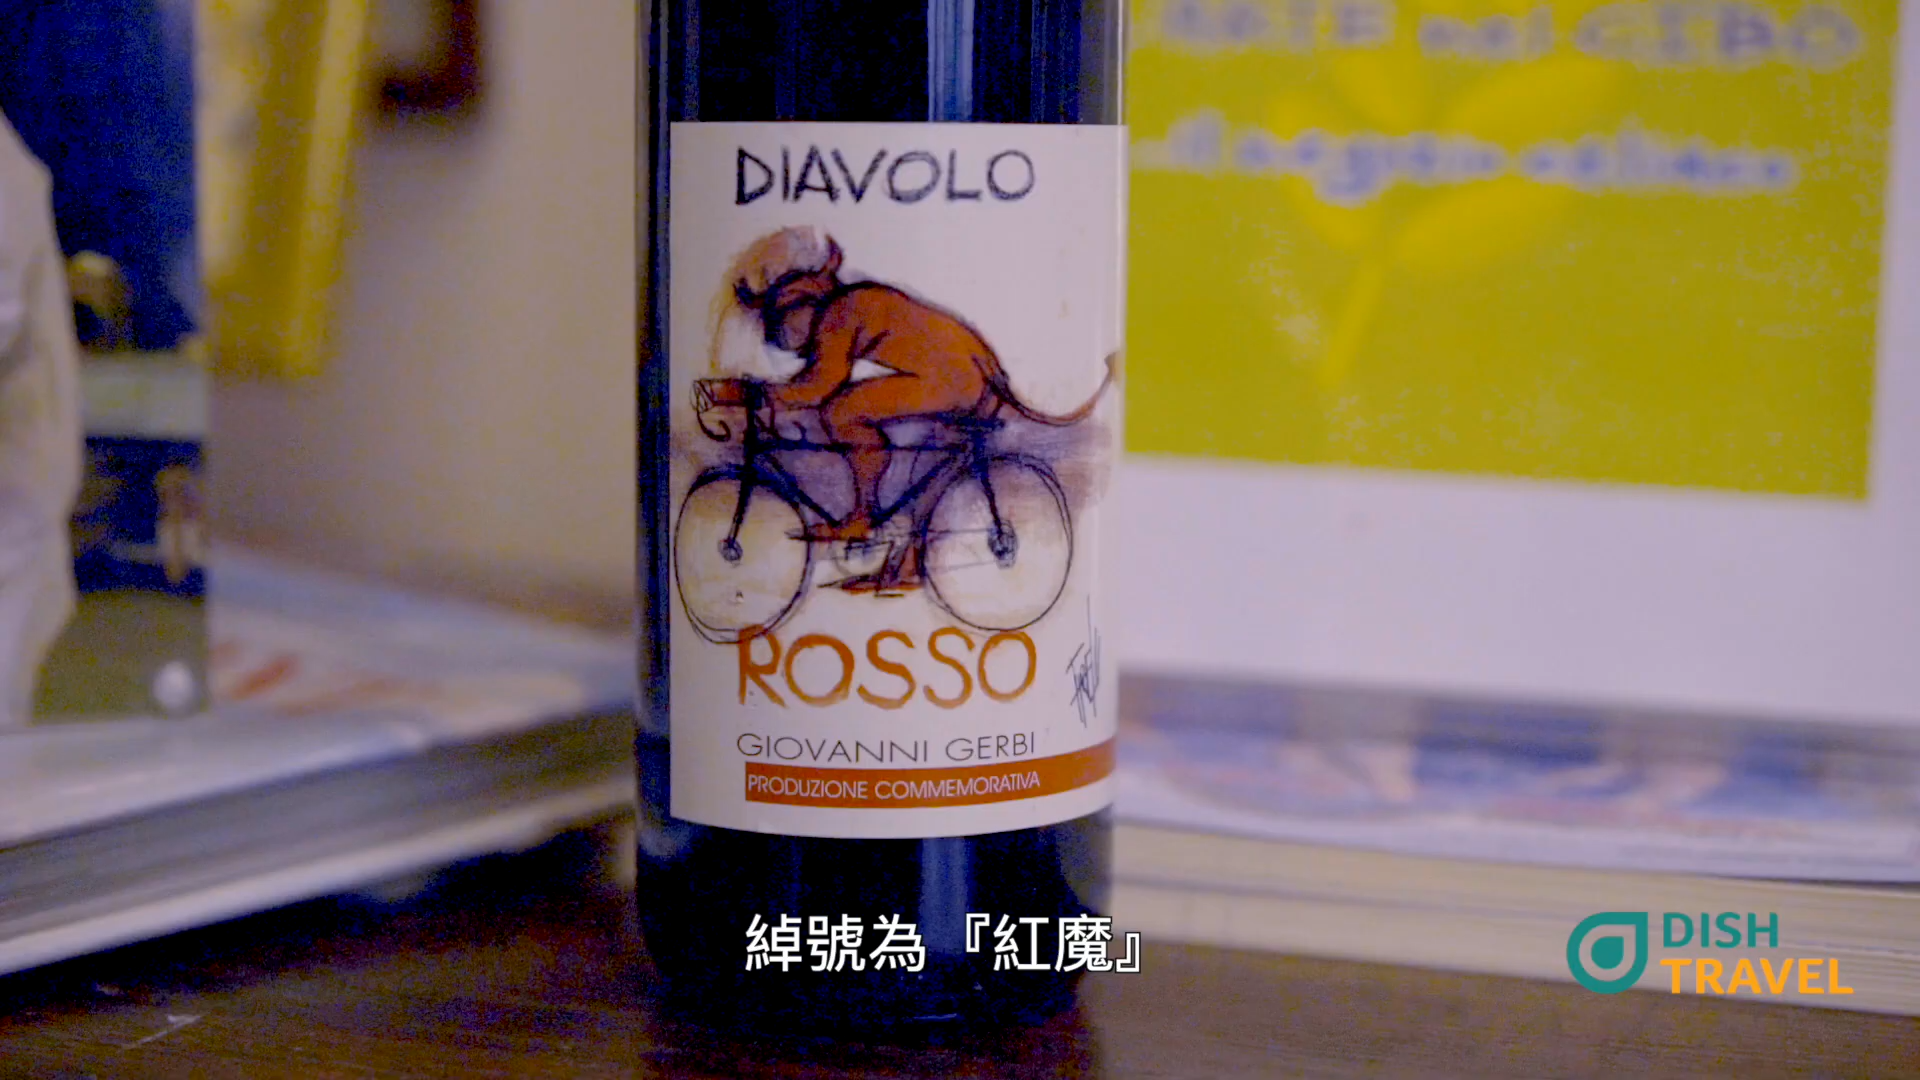 DIAVOLO
ROSSO
GIOVANNI GERBI
PRODUZIONE COMMEMORATIVA
綽號為『紅魔』
DISH
TRAVEL